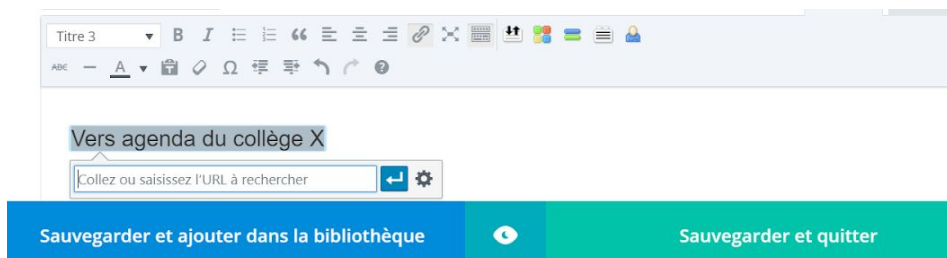 Titre 3 B I “
ABC A Ω ?
Vers agenda du collège X
Collez ou saisissez l'URL à rechercher
Sauvegarder et ajouter dans la bibliothèque Sauvegarder et quitter